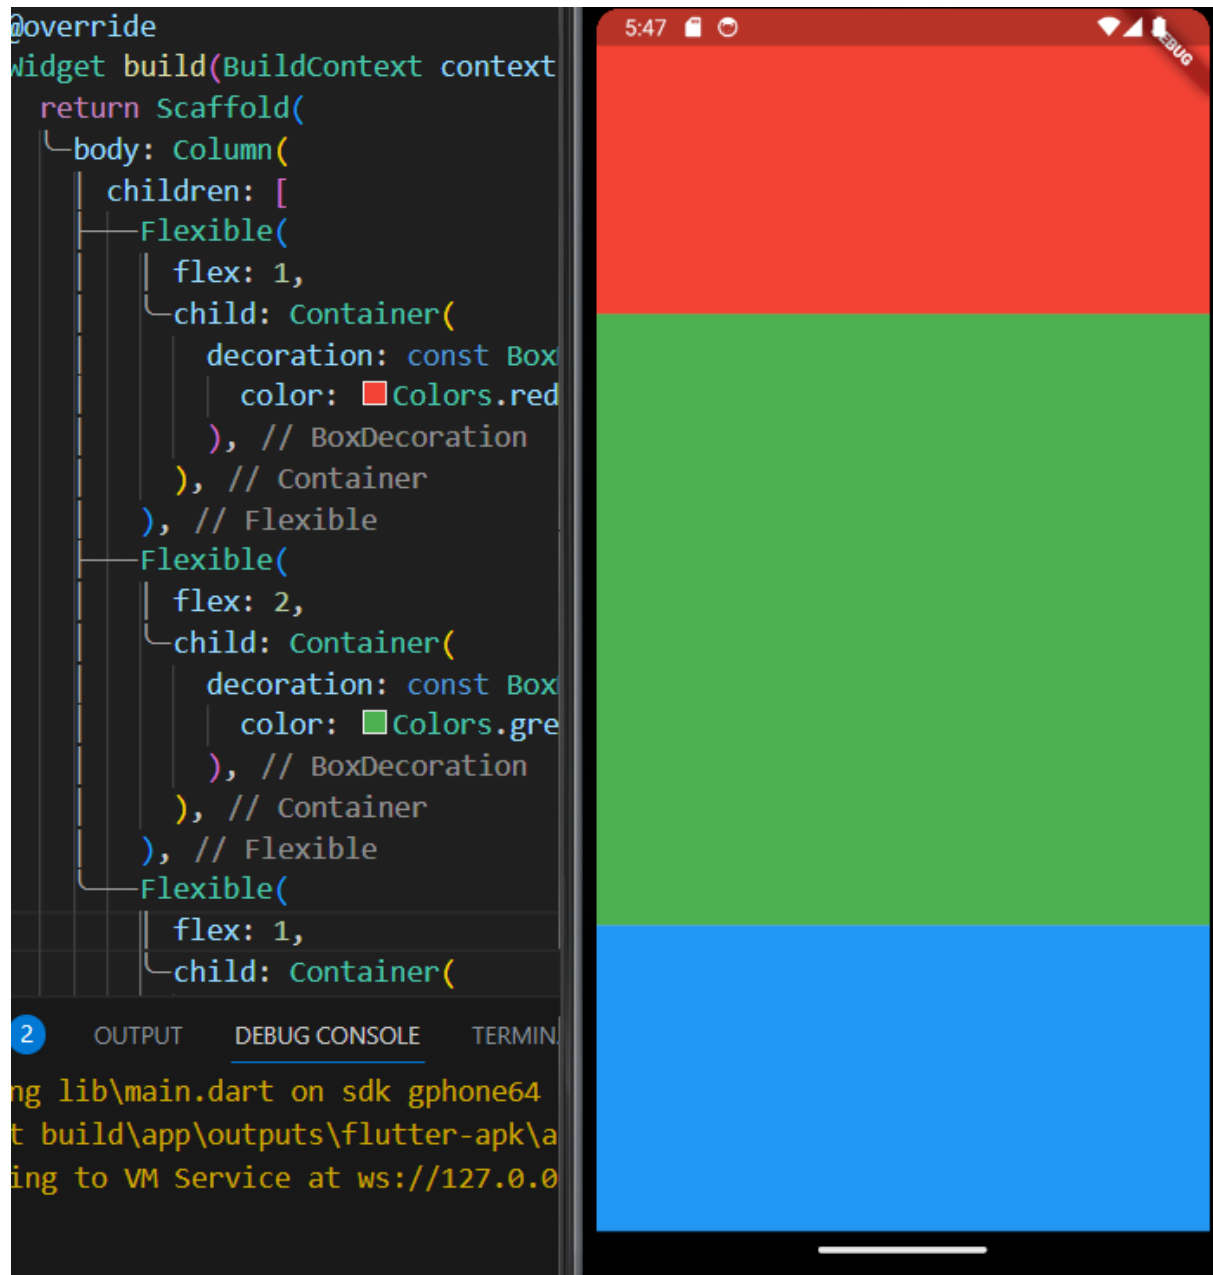 @override
Widget build(BuildContext context
return Scaffold(
body: Column(
children: [
Flexible(
flex: 1,
child: Container(
decoration: const Box
color: Colors.red
), // BoxDecoration
), // Container
), // Flexible
Flexible(
flex: 2,
child: Container(
decoration: const Box
color: Colors.gre
), // BoxDecoration
), // Container
), // Flexible
Flexible(
flex: 1,
child: Container(
2 OUTPUT DEBUG CONSOLE TERMIN
ng lib\main.dart on sdk gphone64
t build\app\outputs\flutter-apk\a
ing to VM Service at ws://127.0.0
5:47
DEBUG